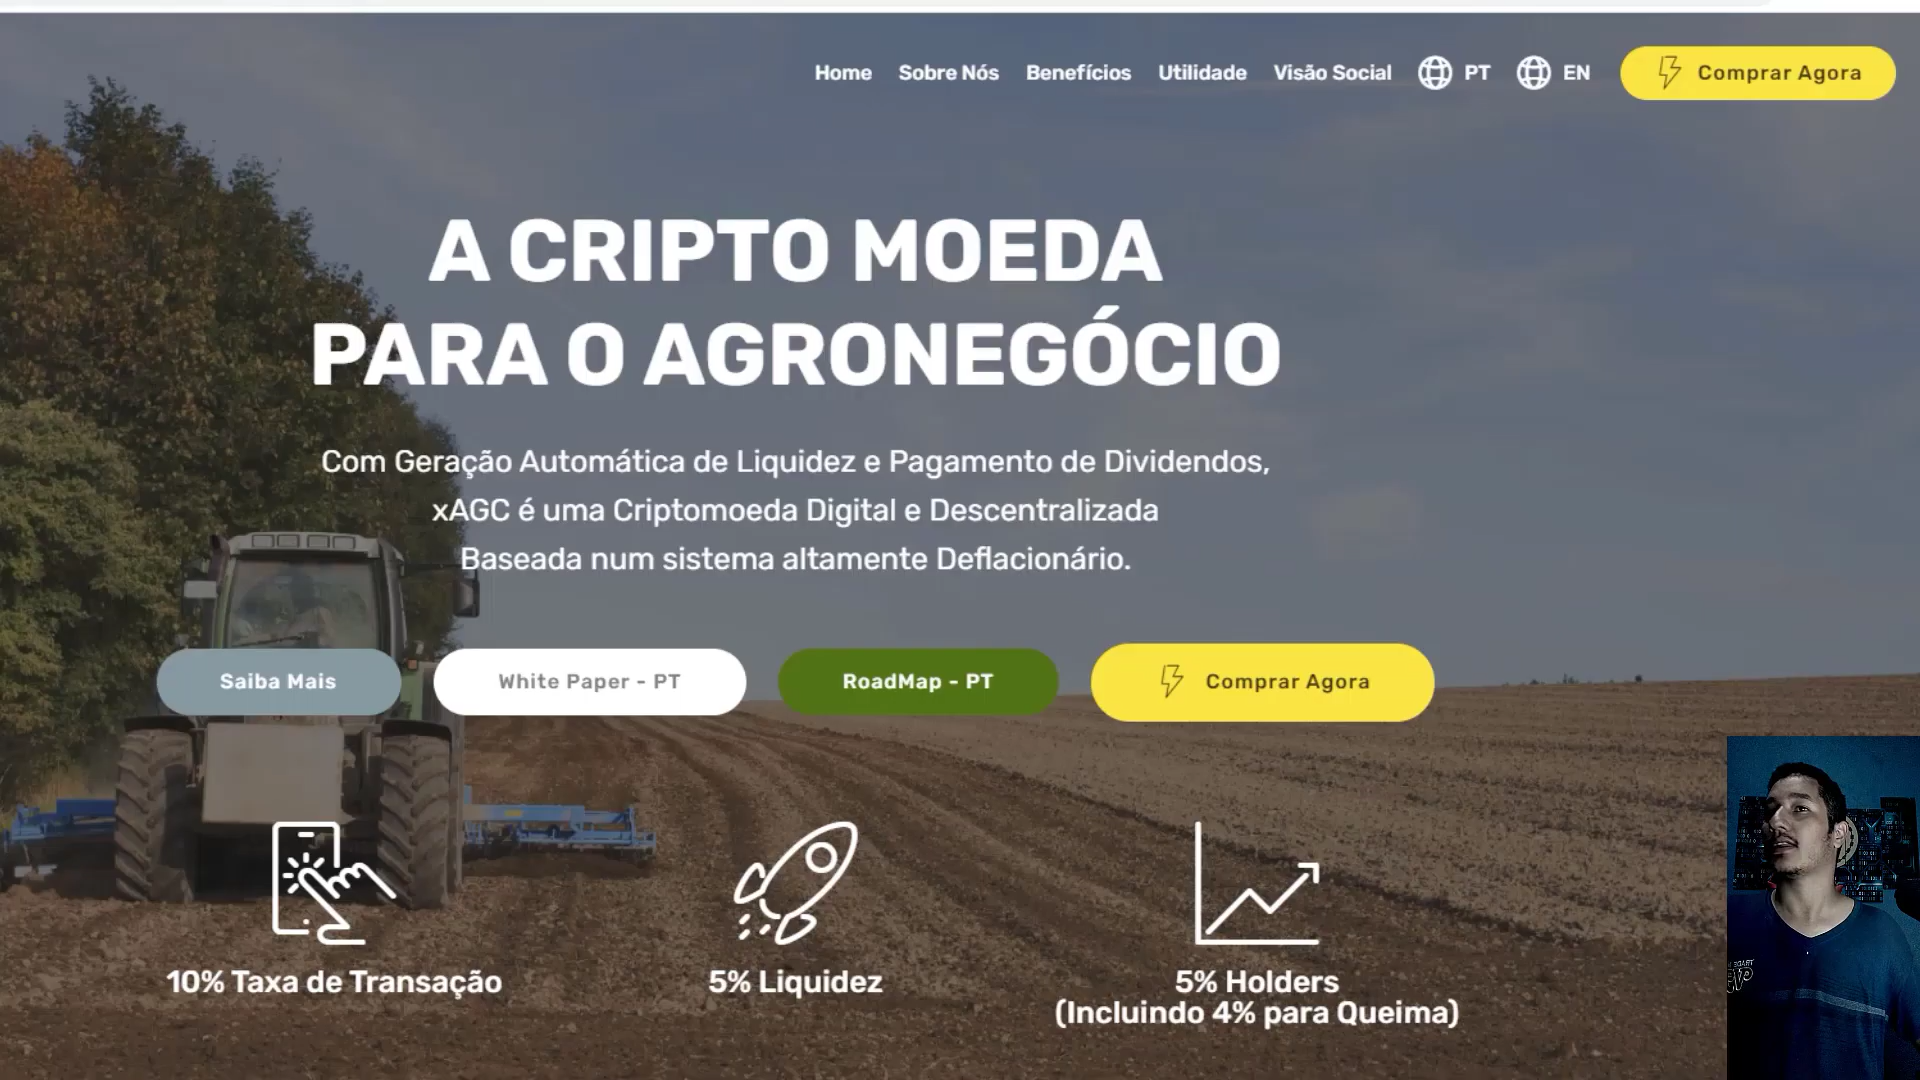 Home Sobre Nós Benefícios Utilidade Visão Social PT EN Comprar Agora
A CRIPTO MOEDA
PARA O AGRONEGÓCIO
Com Geração Automática de Liquidez e Pagamento de Dividendos,
xAGC é uma Criptomoeda Digital e Descentralizada
Baseada num sistema altamente Deflacionário.
Saiba Mais White Paper - PT RoadMap - PT Comprar Agora
10% Taxa de Transação 5% Liquidez 5% Holders
(Incluindo 4% para Queima)